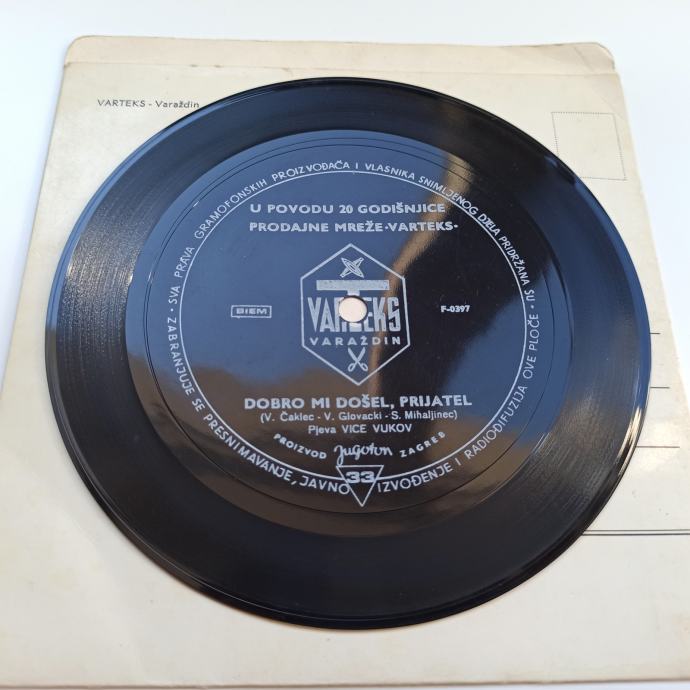 VARTEKS - Varaždin
U POVODU 20 GODIŠNJICE
PRODAJNE MREŽE •VARTEKS•
BIEM
VARTEKS
VARAŽDIN
F-0397
DOBRO MI DOŠEL, PRIJATEL
(V. Čaklec - V. Glovacki - S. Mihaljinec)
Pjeva VICE VUKOV
PROIZVOD Jugoton ZAGREB
33
• SVA PRAVA GRAMOFONSKIH PROIZVOĐAČA I VLASNIKA SNIMLJENOG DJELA PRIDRŽANA SU • ZABRANJUJE SE PRESNIMAVANJE, JAVNO IZVOĐENJE I RADIODIFUZIJA OVE PLOČE